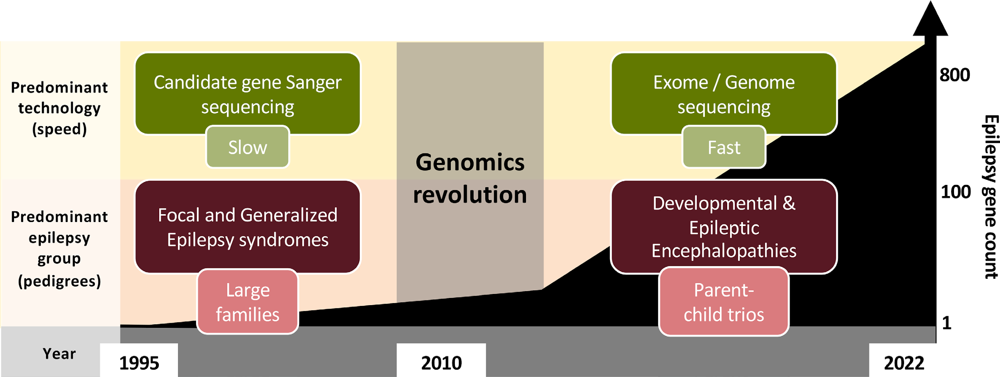 Predominant
technology
(speed)
Candidate gene Sanger
sequencing
Slow
Exome / Genome
sequencing
Fast
Genomics
revolution
Predominant
epilepsy
group
(pedigrees)
Focal and Generalized
Epilepsy syndromes
Large
families
Developmental &
Epileptic
Encephalopathies
Parent-
child trios
800
100
1
Epilepsy gene count
Year
1995
2010
2022